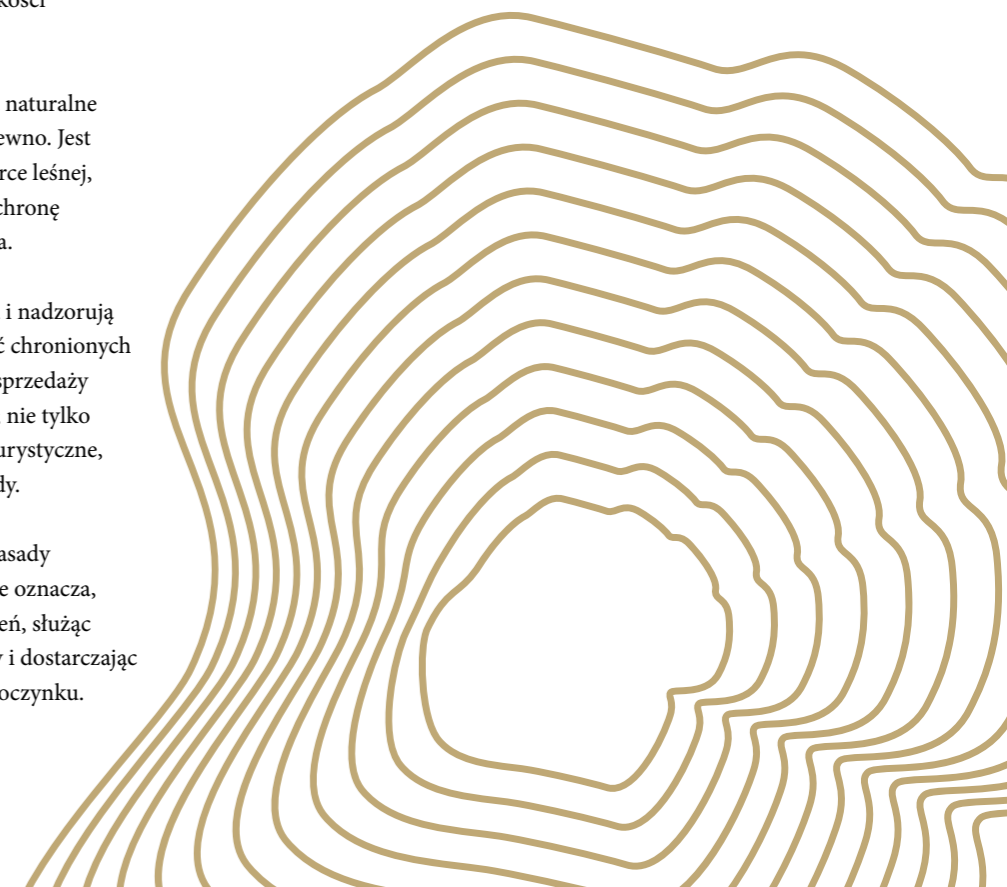 kości
naturalne
ewno. Jest
rce leśnej,
chronę
a.
i nadzorują
ć chronionych
sprzedaży
nie tylko
urystyczne,
dy.
asady
e oznacza,
eń, służąc
y i dostarczając
oczynku.